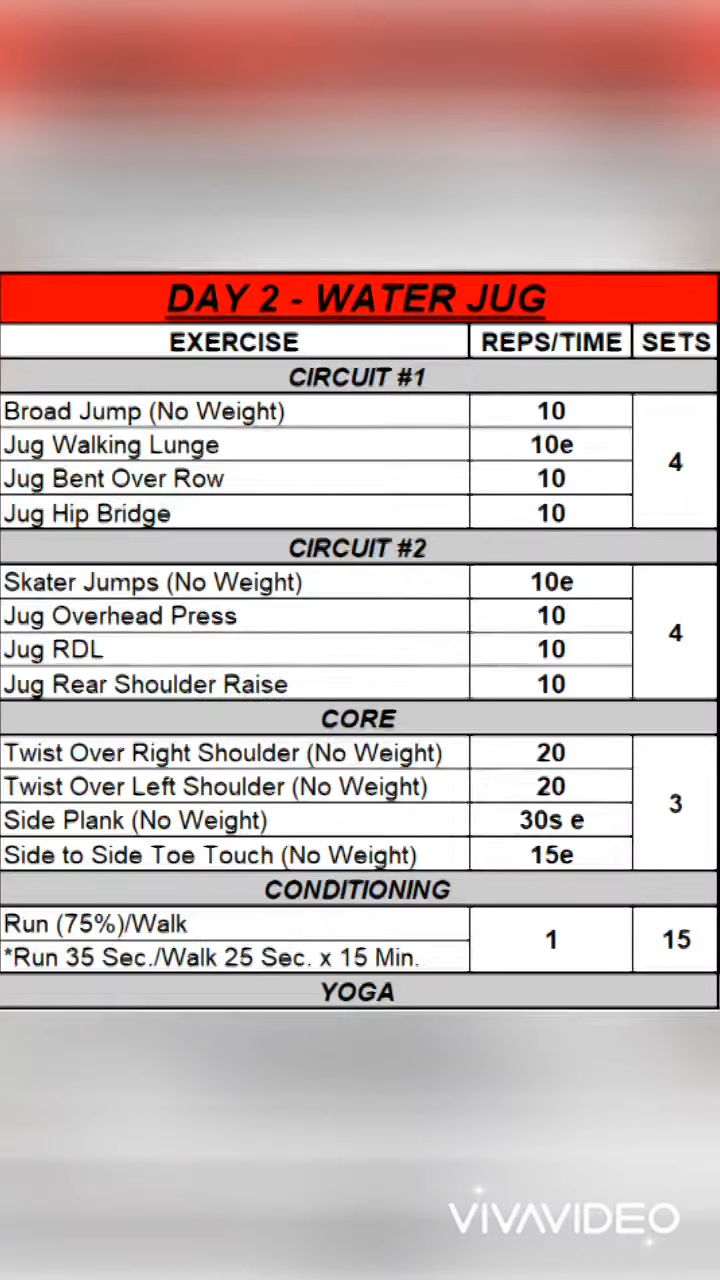 DAY 2 - WATER JUG
EXERCISE REPS/TIME SETS
CIRCUIT #1
Broad Jump (No Weight) 10
Jug Walking Lunge 10e
4
Jug Bent Over Row 10
Jug Hip Bridge 10
CIRCUIT #2
Skater Jumps (No Weight) 10e
Jug Overhead Press 10
4
Jug RDL 10
Jug Rear Shoulder Raise 10
CORE
Twist Over Right Shoulder (No Weight) 20
Twist Over Left Shoulder (No Weight) 20
3
Side Plank (No Weight) 30s e
Side to Side Toe Touch (No Weight) 15e
CONDITIONING
Run (75%)/Walk
1 15
*Run 35 Sec./Walk 25 Sec. x 15 Min.
YOGA
VIVAVIDEO